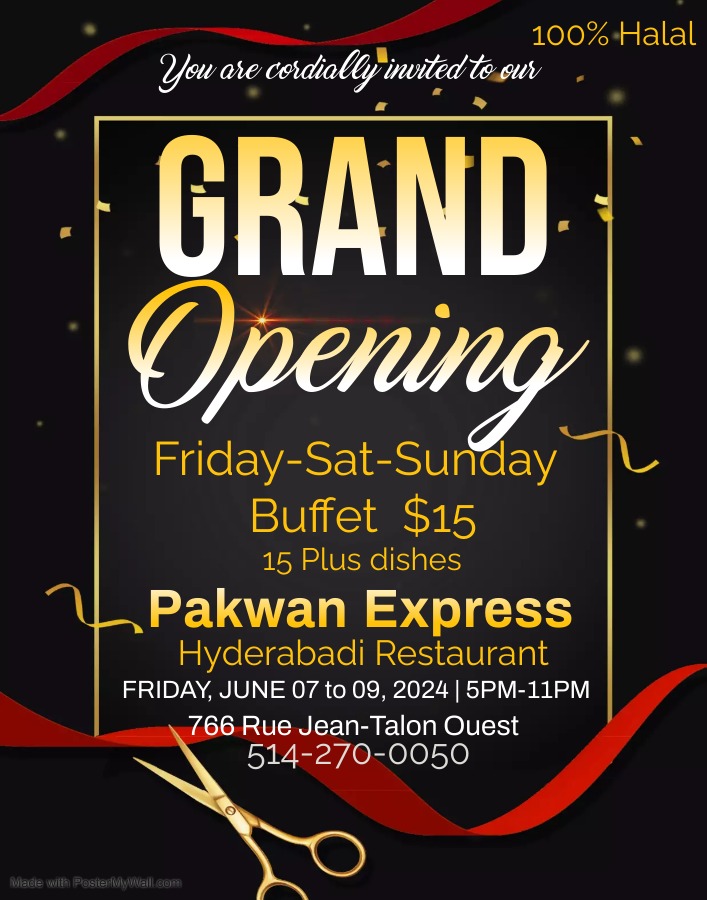 100% Halal
You are cordially invited to our
GRAND
Opening
Friday-Sat-Sunday
Buffet $15
15 Plus dishes
Pakwan Express
Hyderabadi Restaurant
FRIDAY, JUNE 07 to 09, 2024 | 5PM-11PM
766 Rue Jean-Talon Ouest
514-270-0050
Made with PosterMyWall.com